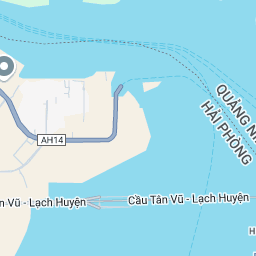 QUẢNG NI
HẢI PHÒNG
AH14
n Vũ - Lạch Huyện
Cầu Tân Vũ - Lạch Huyện
H